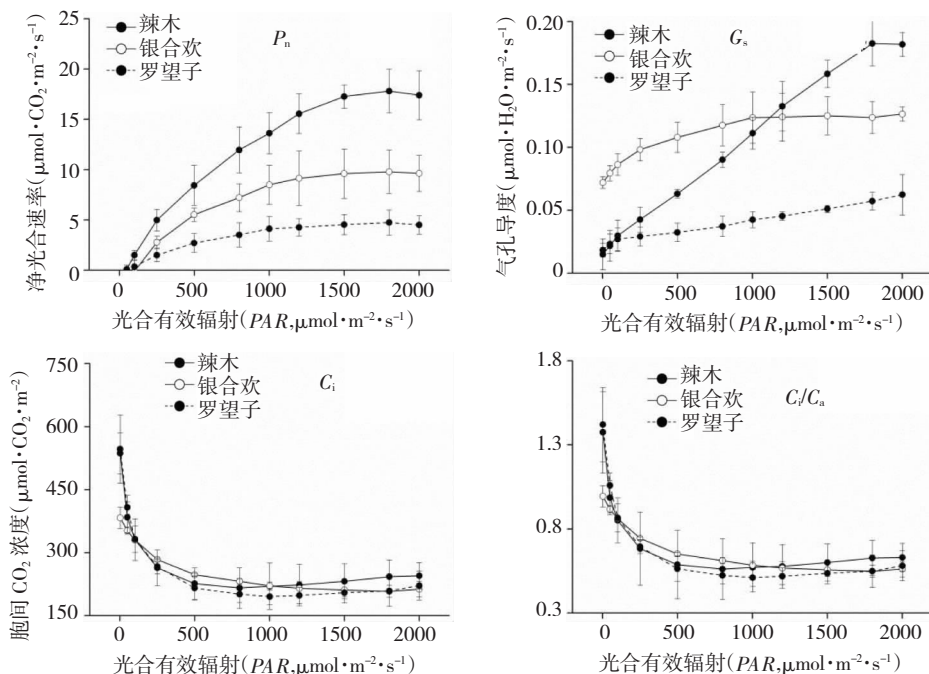 25
20
15
10
5
0
净光合速率(μmol·CO₂·m⁻²·s⁻¹)
辣木
银合欢
罗望子
Pn
0
500
1000
1500
2000
光合有效辐射(PAR,μmol·m⁻²·s⁻¹)
0.20
0.15
0.10
0.05
0
气孔导度(μmol·H₂O·m⁻²·s⁻¹)
辣木
银合欢
罗望子
Gs
0
500
1000
1500
2000
光合有效辐射(PAR,μmol·m⁻²·s⁻¹)
750
600
450
300
150
胞间 CO₂ 浓度(μmol·CO₂·m⁻²)
辣木
银合欢
罗望子
Ci
0
500
1000
1500
2000
光合有效辐射(PAR,μmol·m⁻²·s⁻¹)
1.8
1.3
0.8
0.3
辣木
银合欢
罗望子
Ci/Ca
0
500
1000
1500
2000
光合有效辐射(PAR,μmol·m⁻²·s⁻¹)